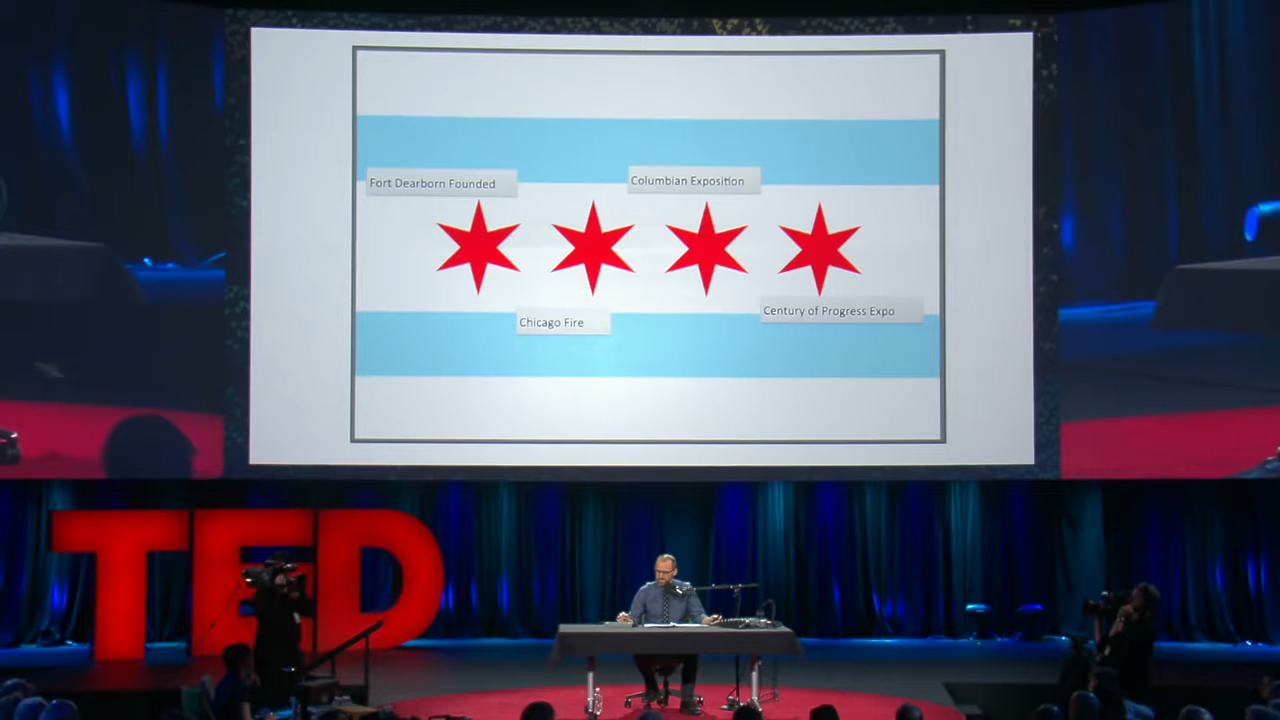 Fort Dearborn Founded
Columbian Exposition
Chicago Fire
Century of Progress Expo
TED